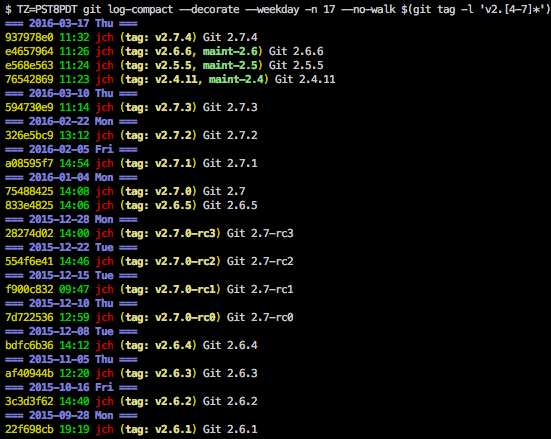 $ TZ=PST8PDT git log-compact --decorate --weekday -n 17 --no-walk $(git tag -l 'v2.[4-7]*')
=== 2016-03-17 Thu ===
937978e0 11:32 jch (tag: v2.7.4) Git 2.7.4
e4657964 11:26 jch (tag: v2.6.6, maint-2.6) Git 2.6.6
e568e563 11:24 jch (tag: v2.5.5, maint-2.5) Git 2.5.5
76542869 11:23 jch (tag: v2.4.11, maint-2.4) Git 2.4.11
=== 2016-03-10 Thu ===
594730e9 11:14 jch (tag: v2.7.3) Git 2.7.3
=== 2016-02-22 Mon ===
326e5bc9 13:12 jch (tag: v2.7.2) Git 2.7.2
=== 2016-02-05 Fri ===
a08595f7 14:54 jch (tag: v2.7.1) Git 2.7.1
=== 2016-01-04 Mon ===
75488425 14:08 jch (tag: v2.7.0) Git 2.7
833e4825 14:06 jch (tag: v2.6.5) Git 2.6.5
=== 2015-12-28 Mon ===
28274d02 14:00 jch (tag: v2.7.0-rc3) Git 2.7-rc3
=== 2015-12-22 Tue ===
554f6e41 14:46 jch (tag: v2.7.0-rc2) Git 2.7-rc2
=== 2015-12-15 Tue ===
f900c832 09:47 jch (tag: v2.7.0-rc1) Git 2.7-rc1
=== 2015-12-10 Thu ===
7d722536 12:59 jch (tag: v2.7.0-rc0) Git 2.7-rc0
=== 2015-12-08 Tue ===
bdfc6b36 14:12 jch (tag: v2.6.4) Git 2.6.4
=== 2015-11-05 Thu ===
af40944b 12:20 jch (tag: v2.6.3) Git 2.6.3
=== 2015-10-16 Fri ===
3c3d3f62 14:40 jch (tag: v2.6.2) Git 2.6.2
=== 2015-09-28 Mon ===
22f698cb 19:19 jch (tag: v2.6.1) Git 2.6.1